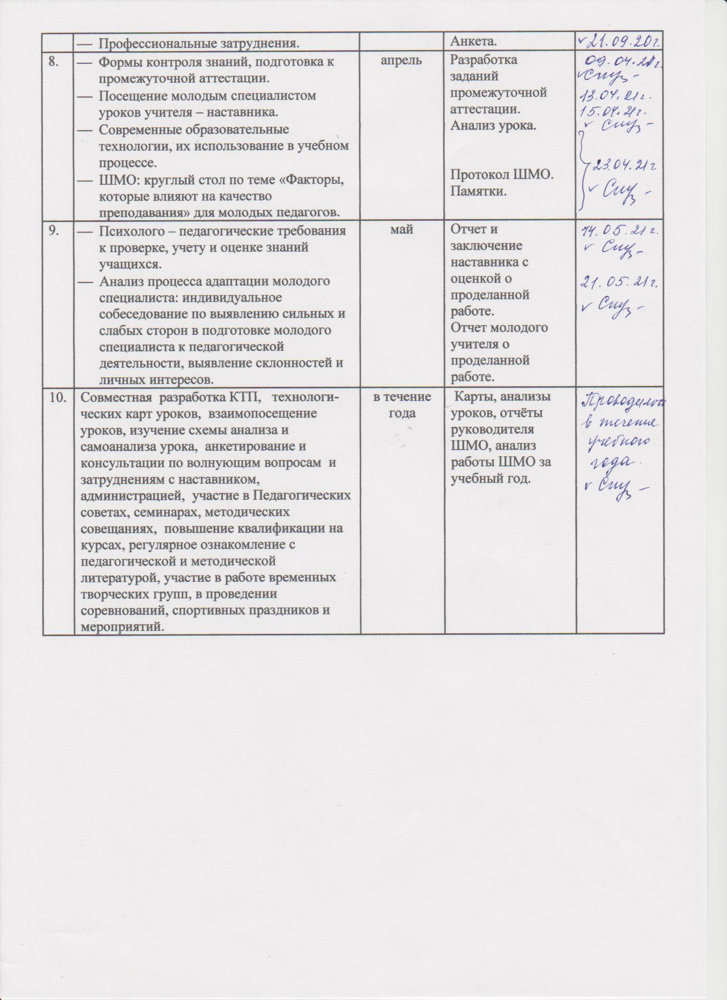 — Профессиональные затруднения.
Анкета.
21.09.20г.
8.
— Формы контроля знаний, подготовка к
промежуточной аттестации.
— Посещение молодым специалистом
уроков учителя – наставника.
— Современные образовательные
технологии, их использование в учебном
процессе.
— ШМО: круглый стол по теме «Факторы,
которые влияют на качество
преподавания» для молодых педагогов.
апрель
Разработка
заданий
промежуточной
аттестации.
Анализ урока.
Протокол ШМО.
Памятки.
09.04.21г.
13.04.21г.
15.04.21г.
23.04.21г
9.
— Психолого – педагогические требования
к проверке, учету и оценке знаний
учащихся.
— Анализ процесса адаптации молодого
специалиста: индивидуальное
собеседование по выявлению сильных и
слабых сторон в подготовке молодого
специалиста к педагогической
деятельности, выявление склонностей и
личных интересов.
май
Отчет и
заключение
наставника с
оценкой о
проделанной
работе.
Отчет молодого
учителя о
проделанной
работе.
14.05.21г.
21.05.21г.
10.
Совместная разработка КТП, технологи-
ческих карт уроков, взаимопосещение
уроков, изучение схемы анализа и
самоанализа урока, анкетирование и
консультации по волнующим вопросам и
затруднениям с наставником,
администрацией, участие в Педагогических
советах, семинарах, методических
совещаниях, повышение квалификации на
курсах, регулярное ознакомление с
педагогической и методической
литературой, участие в работе временных
творческих групп, в проведении
соревнований, спортивных праздников и
мероприятий.
в течение
года
Карты, анализы
уроков, отчёты
руководителя
ШМО, анализ
работы ШМО за
учебный год.
Проводилось
в течение
учебного
года.